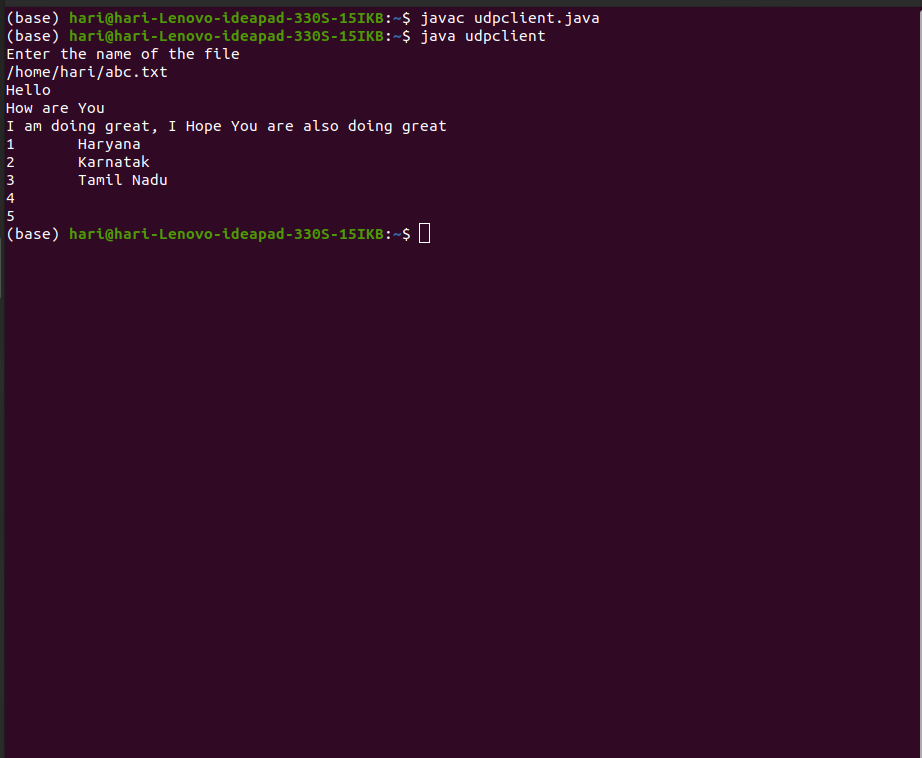 (base) hari@hari-Lenovo-ideapad-330S-15IKB:~$ javac udpclient.java
(base) hari@hari-Lenovo-ideapad-330S-15IKB:~$ java udpclient
Enter the name of the file
/home/hari/abc.txt
Hello
How are You
I am doing great, I Hope You are also doing great
1       Haryana
2       Karnatak
3       Tamil Nadu
4
5
(base) hari@hari-Lenovo-ideapad-330S-15IKB:~$